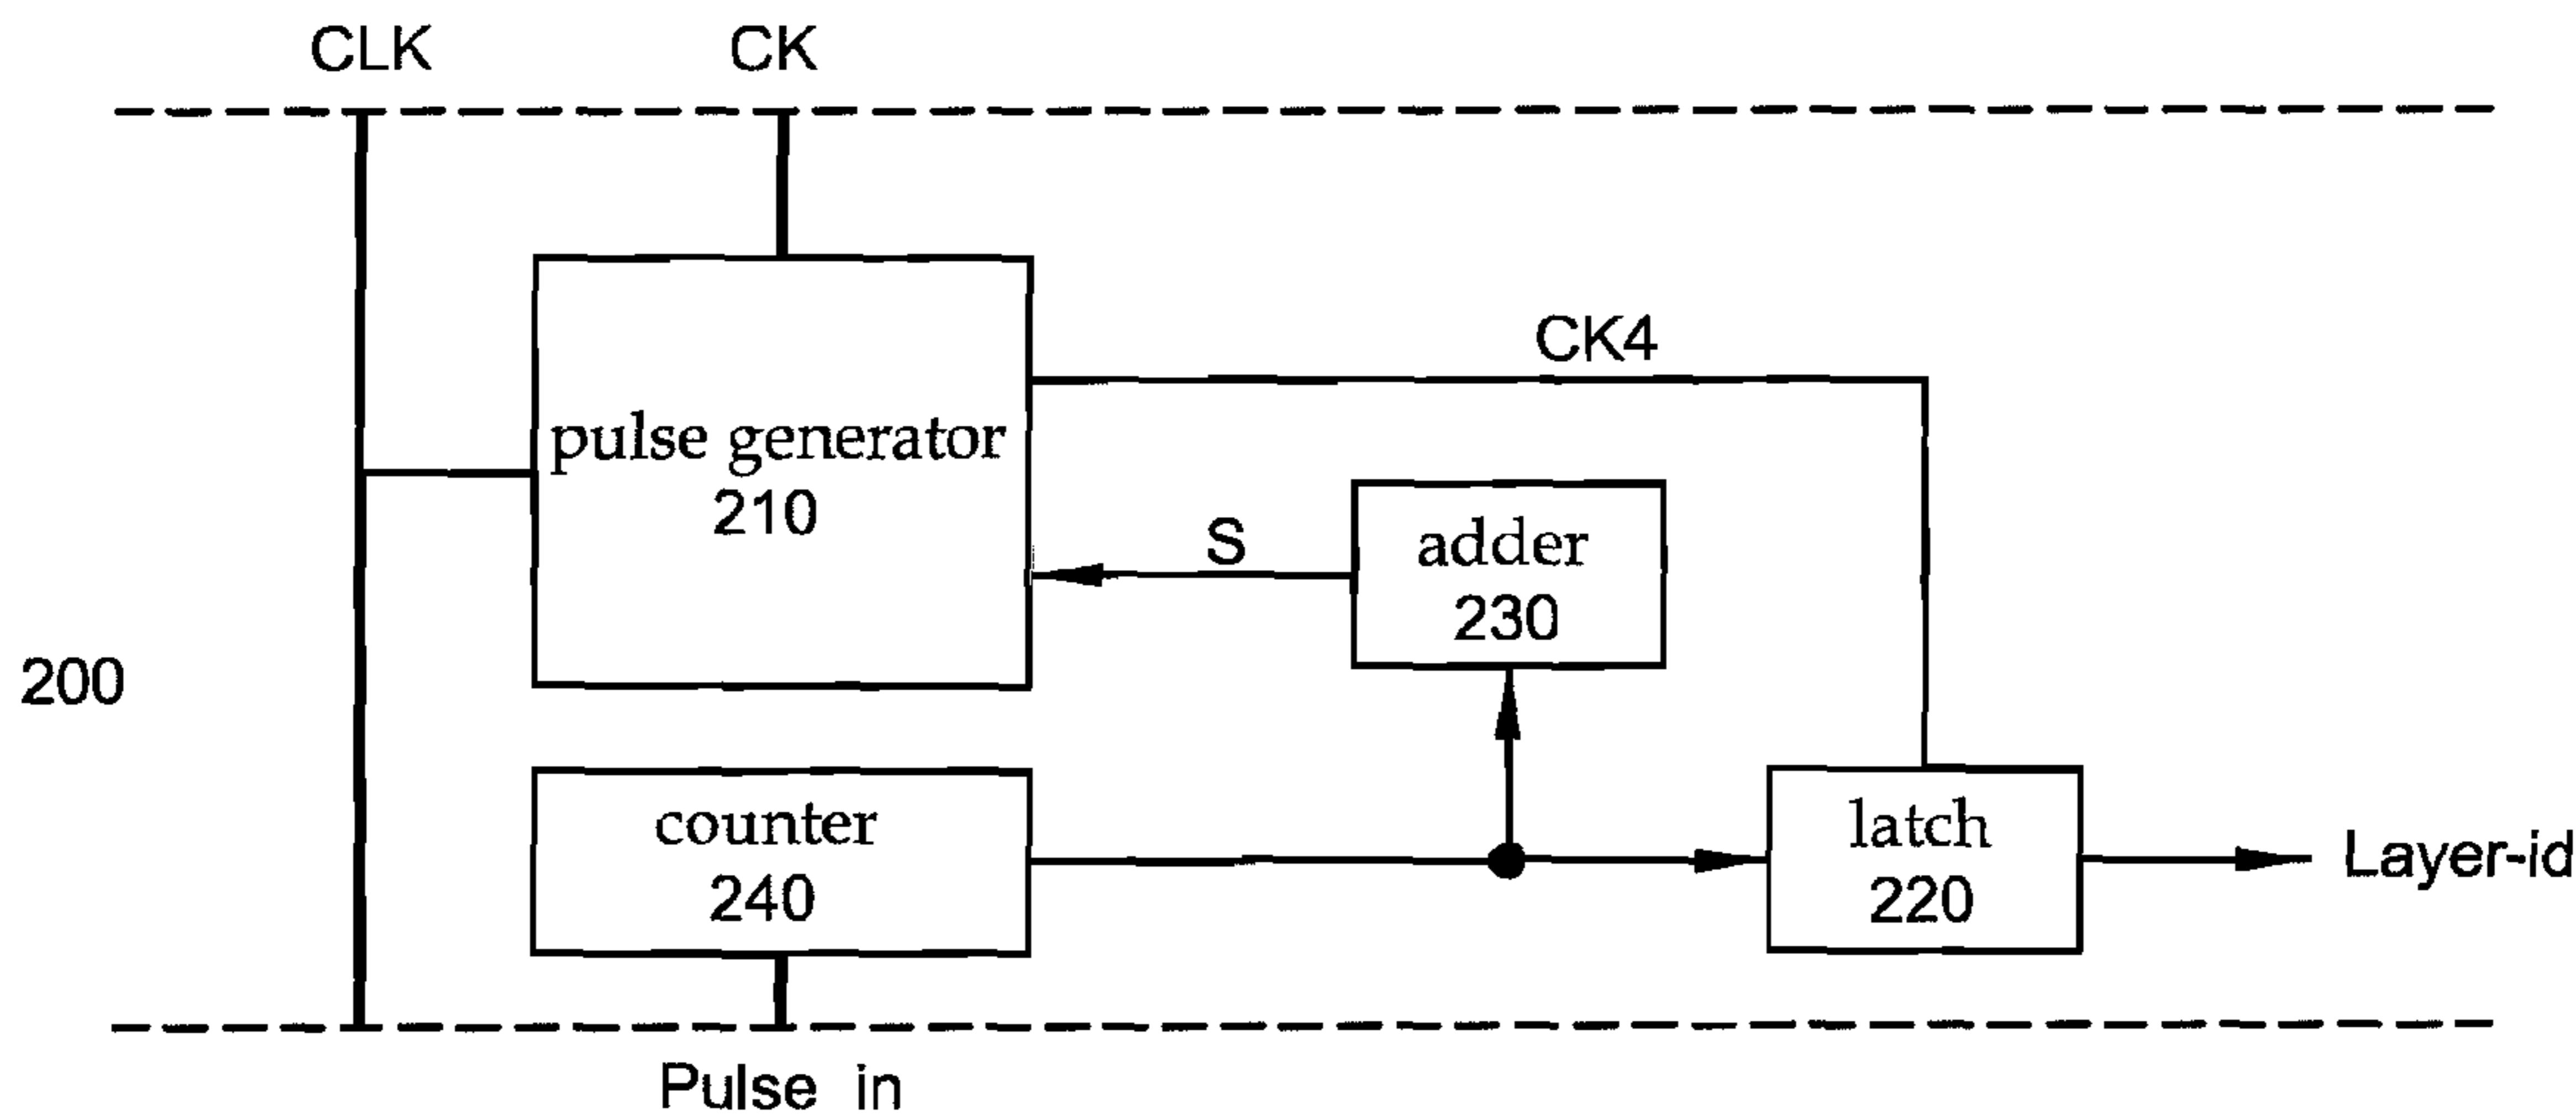 CLK
CK
CK4
pulse generator
210
S
adder
230
200
counter
240
latch
220
Layer-id
Pulse in